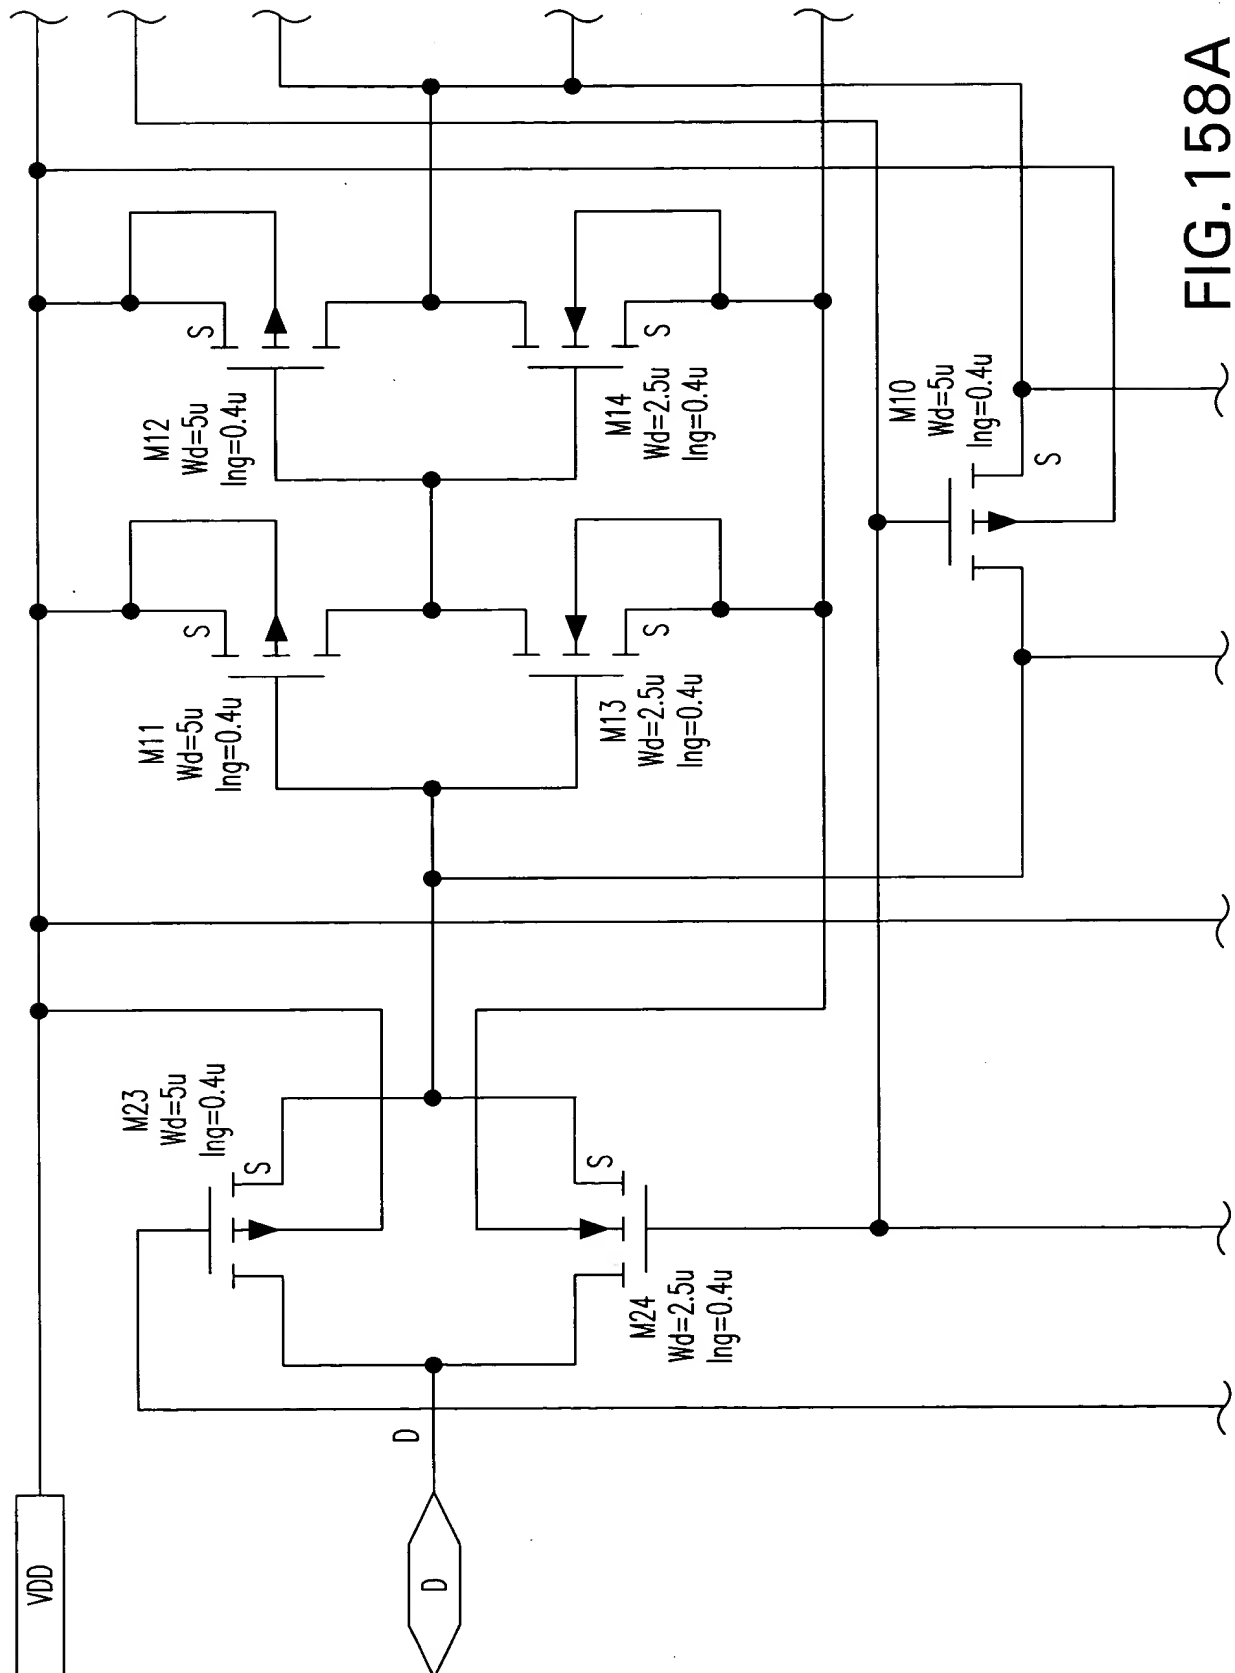 VDD
D
D
M23
Wd=5u
lng=0.4u
S
M24
Wd=2.5u
lng=0.4u
S
M11
Wd=5u
lng=0.4u
S
M13
Wd=2.5u
lng=0.4u
S
M12
Wd=5u
lng=0.4u
S
M14
Wd=2.5u
lng=0.4u
S
M10
Wd=5u
lng=0.4u
S
FIG.158A